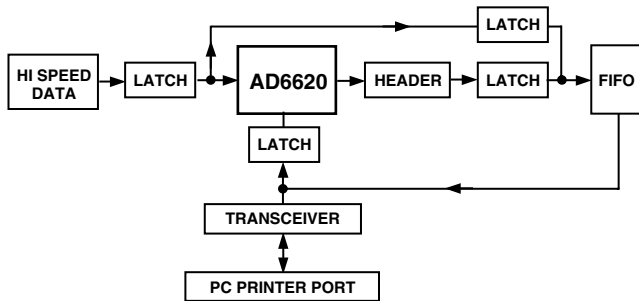 LATCH
HI SPEED
DATA
LATCH
AD6620
HEADER
LATCH
FIFO
LATCH
TRANSCEIVER
PC PRINTER PORT